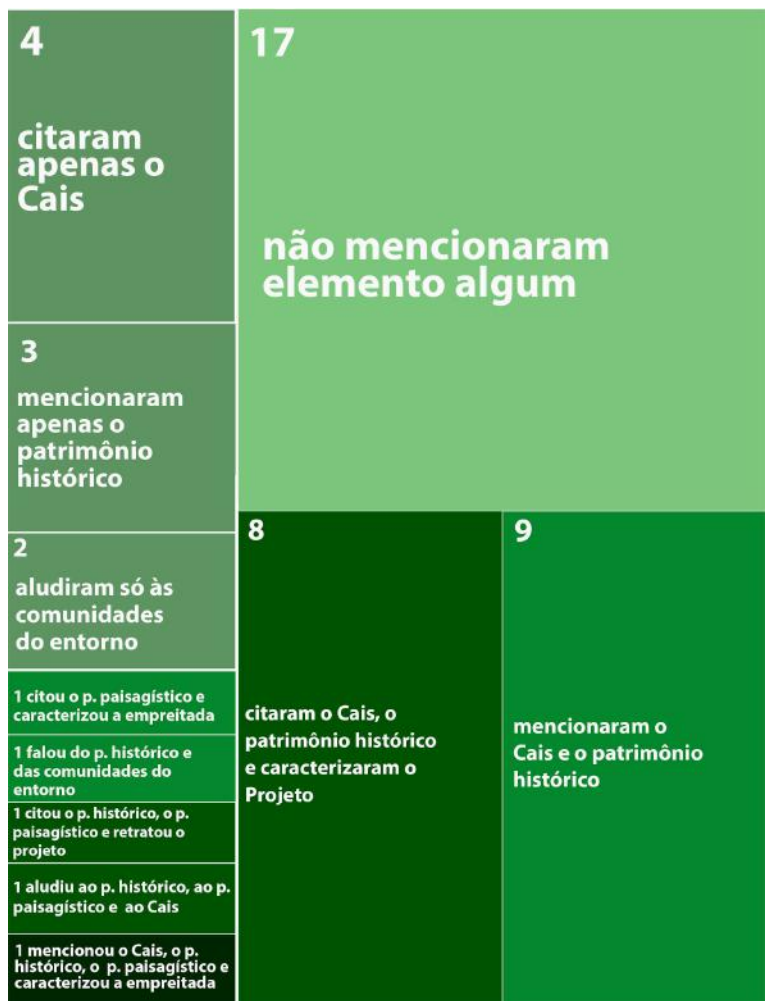 4
citaram
apenas o
Cais
3
mencionaram
apenas o
patrimônio
histórico
2
aludiram só às
comunidades
do entorno
1 citou o p. paisagístico e
caracterizou a empreitada
1 falou do p. histórico e
das comunidades do
entorno
1 citou o p. histórico, o p.
paisagístico e retratou o
projeto
1 aludiu ao p. histórico, ao p.
paisagístico e ao Cais
1 mencionou o Cais, o p.
histórico, o p. paisagístico e
caracterizou a empreitada
17
não mencionaram
elemento algum
8
citaram o Cais, o
patrimônio histórico
e caracterizaram o
Projeto
9
mencionaram o
Cais e o patrimônio
histórico